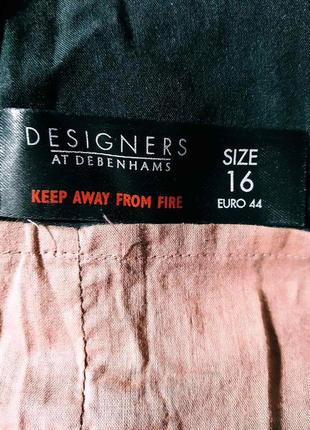 DESIGNERS
AT DEBENHAMS
KEEP AWAY FROM FIRE
SIZE
16
EURO 44